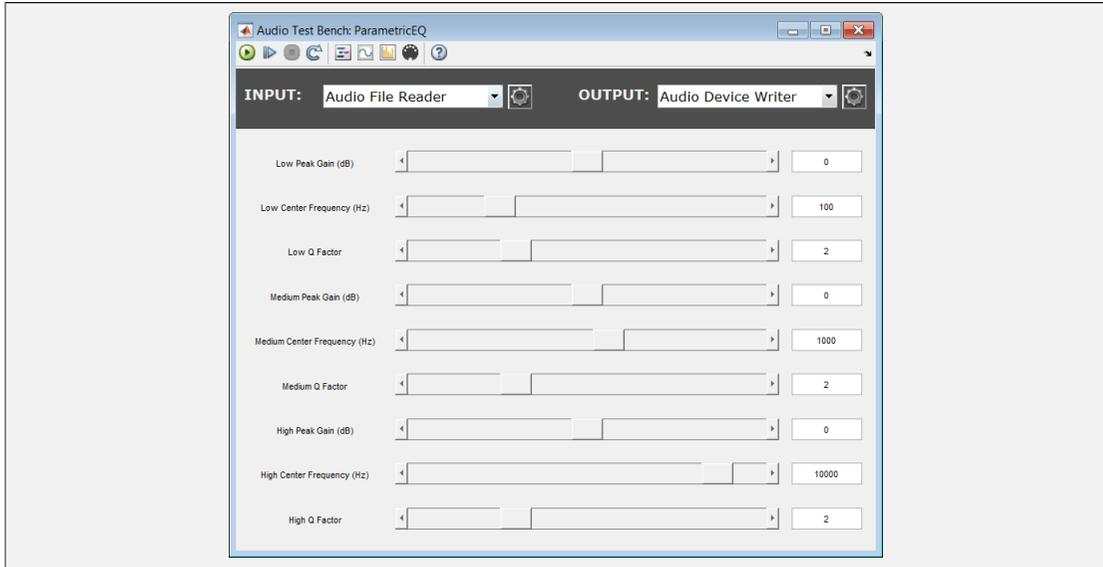 Audio Test Bench: ParametricEQ
INPUT: Audio File Reader OUTPUT: Audio Device Writer
Low Peak Gain (dB) 0
Low Center Frequency (Hz) 100
Low Q Factor 2
Medium Peak Gain (dB) 0
Medium Center Frequency (Hz) 1000
Medium Q Factor 2
High Peak Gain (dB) 0
High Center Frequency (Hz) 10000
High Q Factor 2